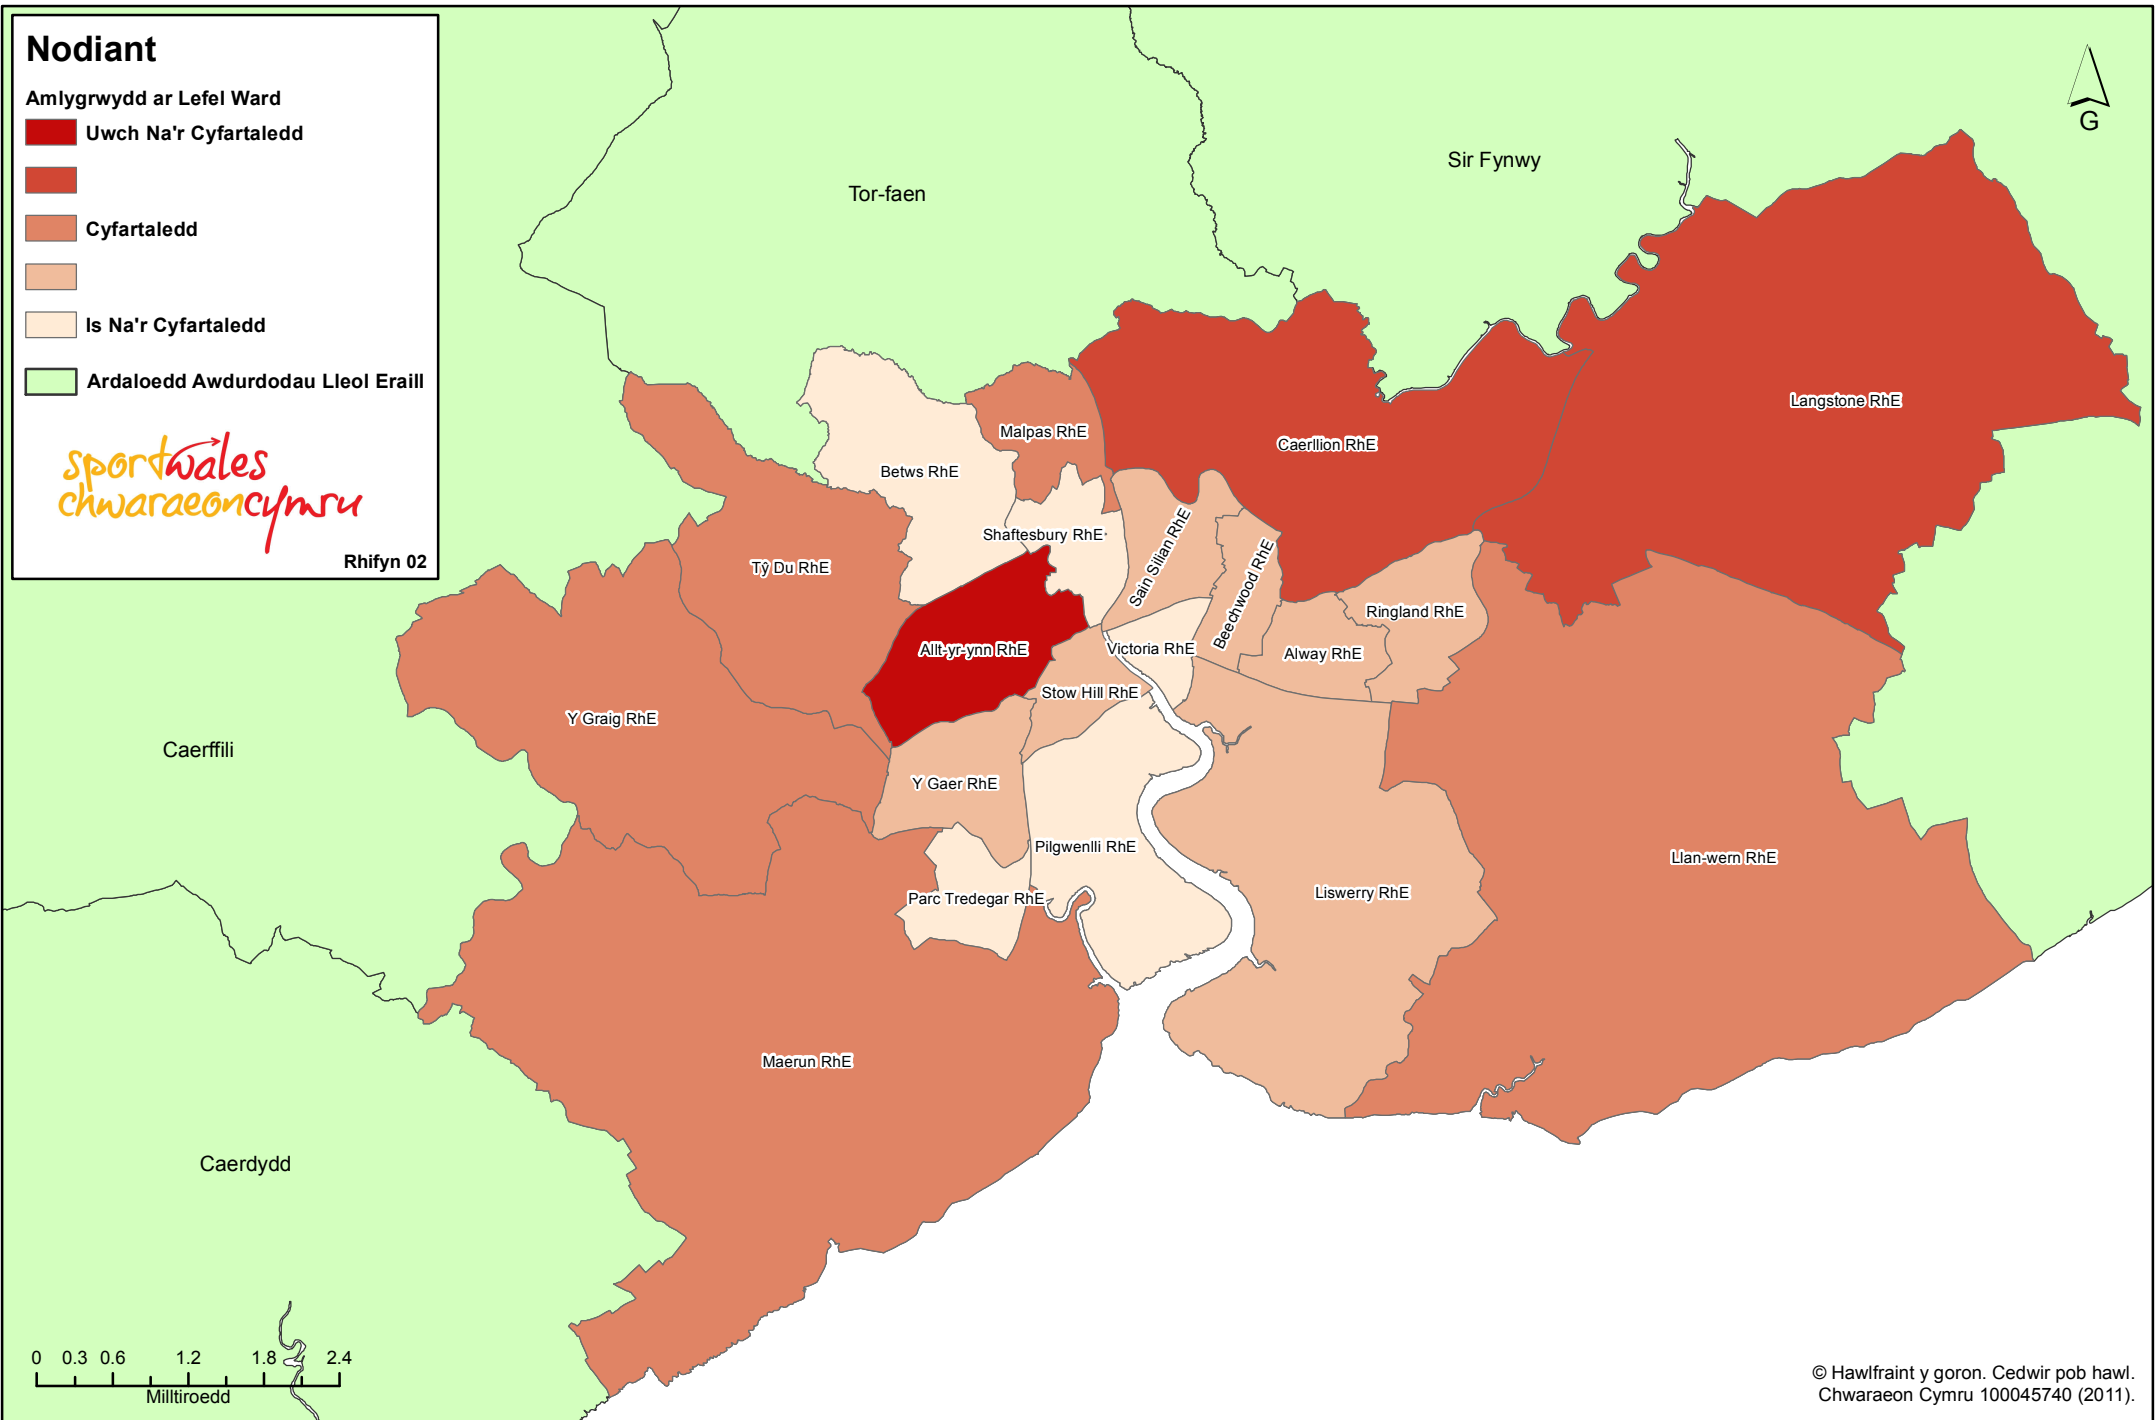 Nodiant
Amlygrwydd ar Lefel Ward
Uwch Na'r Cyfartaledd
Cyfartaledd
Is Na'r Cyfartaledd
Ardaloedd Awdurdodau Lleol Eraill
sportwales
chwaraeoncymru
Rhifyn 02
G
Sir Fynwy
Tor-faen
Langstone RhE
Malpas RhE
Caerllion RhE
Betws RhE
Shaftesbury RhE
Sain Silian RhE
Tŷ Du RhE
Beechwood RhE
Ringland RhE
Allt-yr-ynn RhE
Victoria RhE
Alway RhE
Stow Hill RhE
Y Graig RhE
Caerffili
Y Gaer RhE
Pilgwenlli RhE
Llan-wern RhE
Parc Tredegar RhE
Liswerry RhE
Maerun RhE
Caerdydd
0 0.3 0.6 1.2 1.8 2.4
Milltiroedd
© Hawlfraint y goron. Cedwir pob hawl.
Chwaraeon Cymru 100045740 (2011).